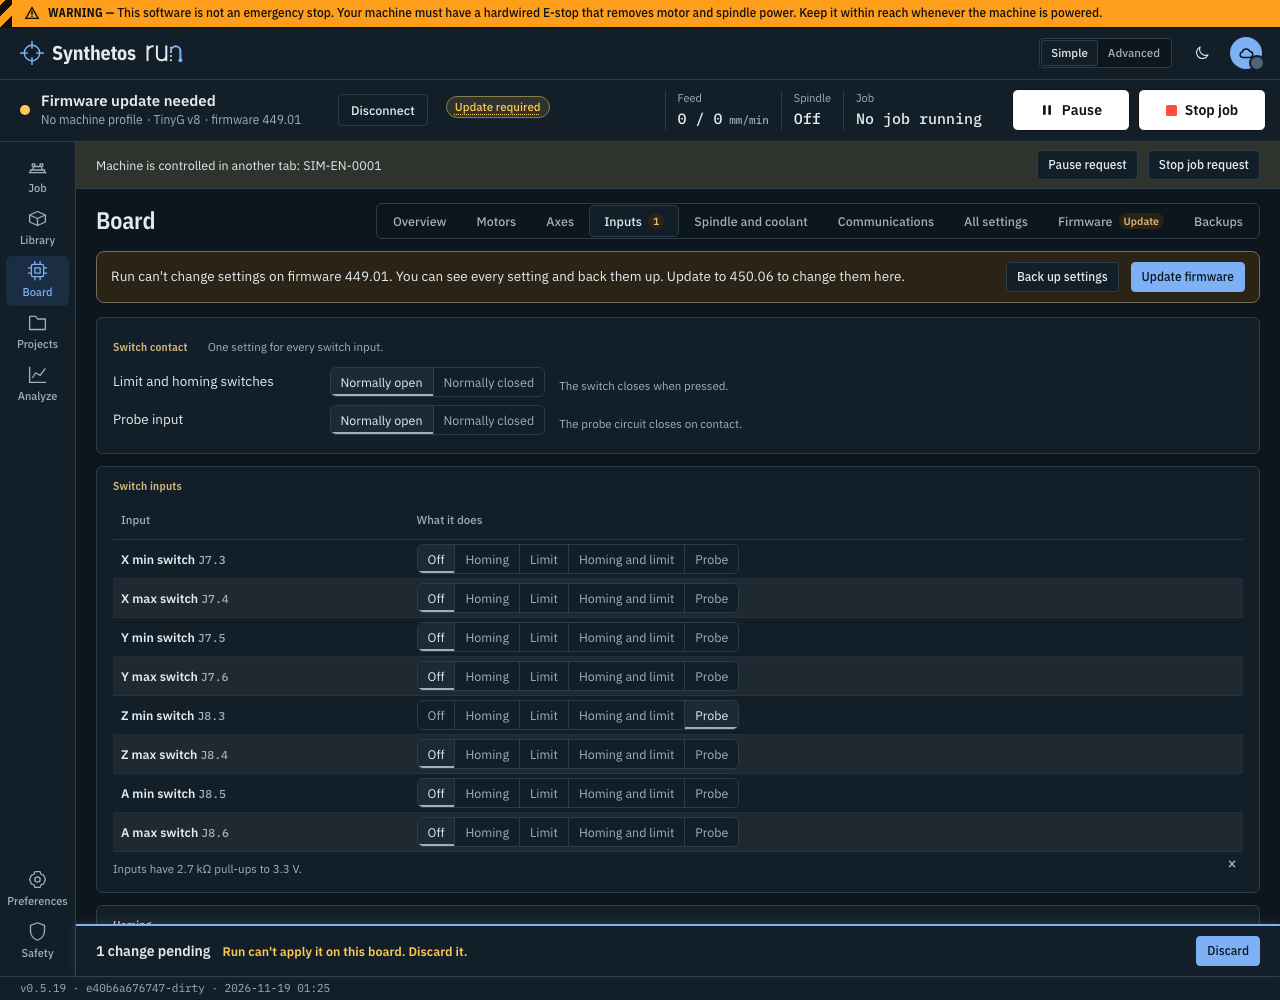 WARNING — This software is not an emergency stop. Your machine must have a hardwired E-stop that removes motor and spindle power. Keep it within reach whenever the machine is powered.
Synthetos run
Simple
Advanced
Firmware update needed
No machine profile · TinyG v8 · firmware 449.01
Disconnect
Update required
Feed
0 / 0 mm/min
Spindle
Off
Job
No job running
Pause
Stop job
Job
Library
Board
Projects
Analyze
Preferences
Safety
Machine is controlled in another tab: SIM-EN-0001
Pause request
Stop job request
Board
Overview
Motors
Axes
Inputs 1
Spindle and coolant
Communications
All settings
Firmware Update
Backups
Run can't change settings on firmware 449.01. You can see every setting and back them up. Update to 450.06 to change them here.
Back up settings
Update firmware
Switch contact One setting for every switch input.
Limit and homing switches Normally open Normally closed The switch closes when pressed.
Probe input Normally open Normally closed The probe circuit closes on contact.
Switch inputs
Input What it does
X min switch J7.3 Off Homing Limit Homing and limit Probe
X max switch J7.4 Off Homing Limit Homing and limit Probe
Y min switch J7.5 Off Homing Limit Homing and limit Probe
Y max switch J7.6 Off Homing Limit Homing and limit Probe
Z min switch J8.3 Off Homing Limit Homing and limit Probe
Z max switch J8.4 Off Homing Limit Homing and limit Probe
A min switch J8.5 Off Homing Limit Homing and limit Probe
A max switch J8.6 Off Homing Limit Homing and limit Probe
Inputs have 2.7 kΩ pull-ups to 3.3 V. ×
Homing
1 change pending Run can't apply it on this board. Discard it.
Discard
v0.5.19 · e40b6a676747-dirty · 2026-11-19 01:25